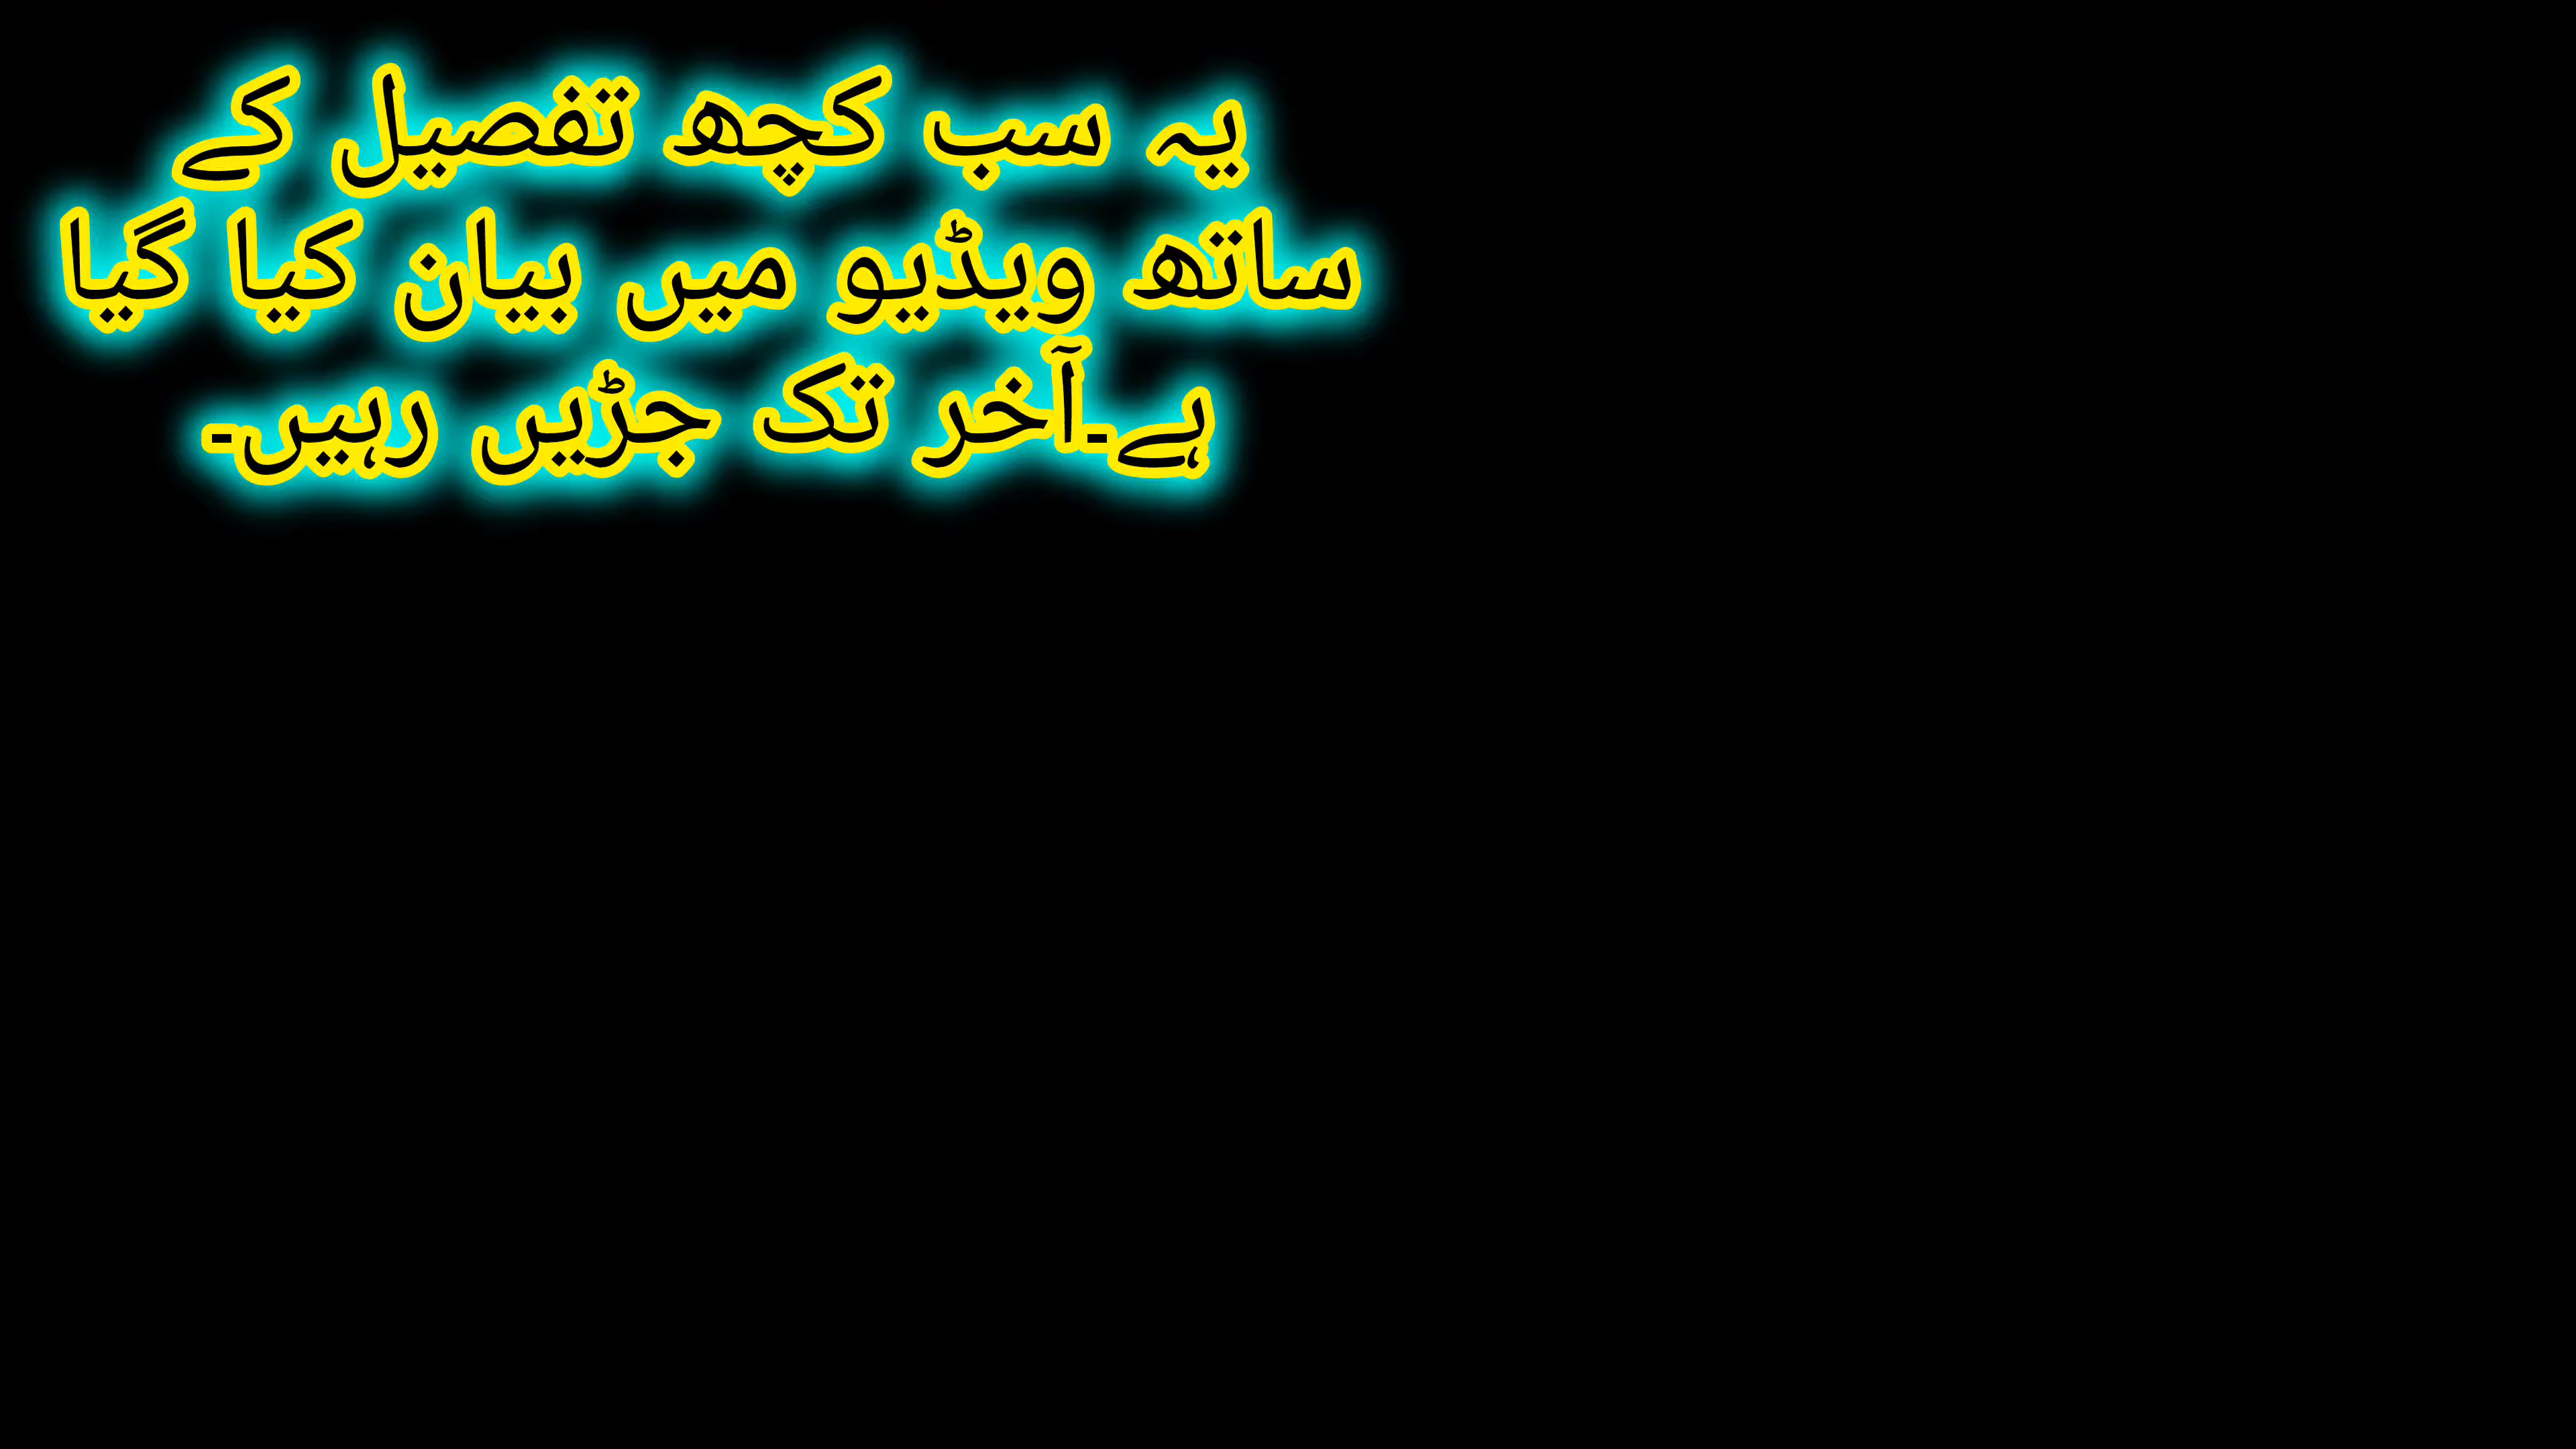 یہ سب کچھ تفصیل کے
ساتھ ویڈیو میں بیان کیا گیا
ہے۔آخر تک جڑیں رہیں۔